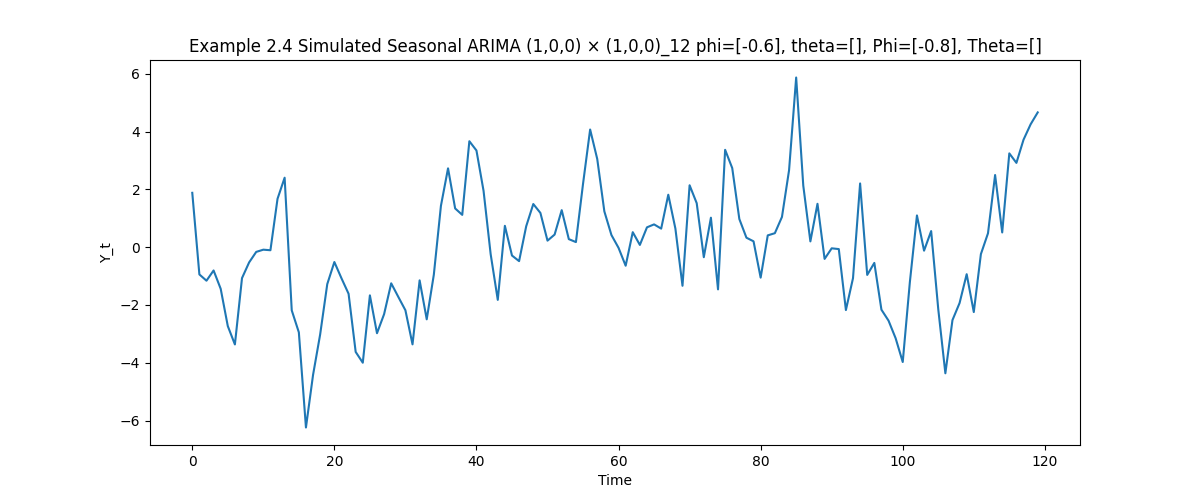 Example 2.4 Simulated Seasonal ARIMA (1,0,0) × (1,0,0)_12 phi=[-0.6], theta=[], Phi=[-0.8], Theta=[]
6
4
2
0
−2
−4
−6
Y_t
0 20 40 60 80 100 120
Time